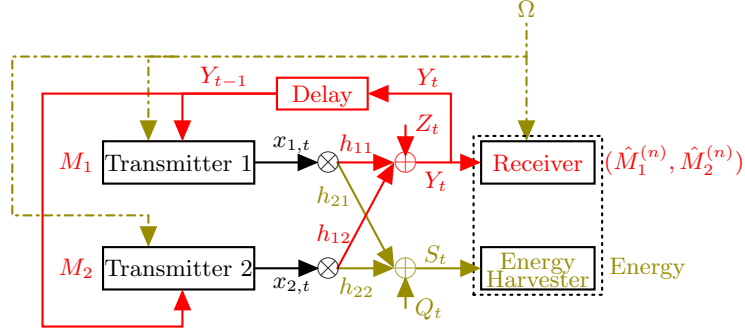 Ω
Y_{t-1}
Y_t
Delay
Z_t
M_1
Transmitter 1
x_{1,t}
h_{11}
Y_t
Receiver
(\hat{M}_1^{(n)}, \hat{M}_2^{(n)})
h_{21}
h_{12}
M_2
Transmitter 2
x_{2,t}
h_{22}
S_t
Q_t
Energy
Harvester
Energy